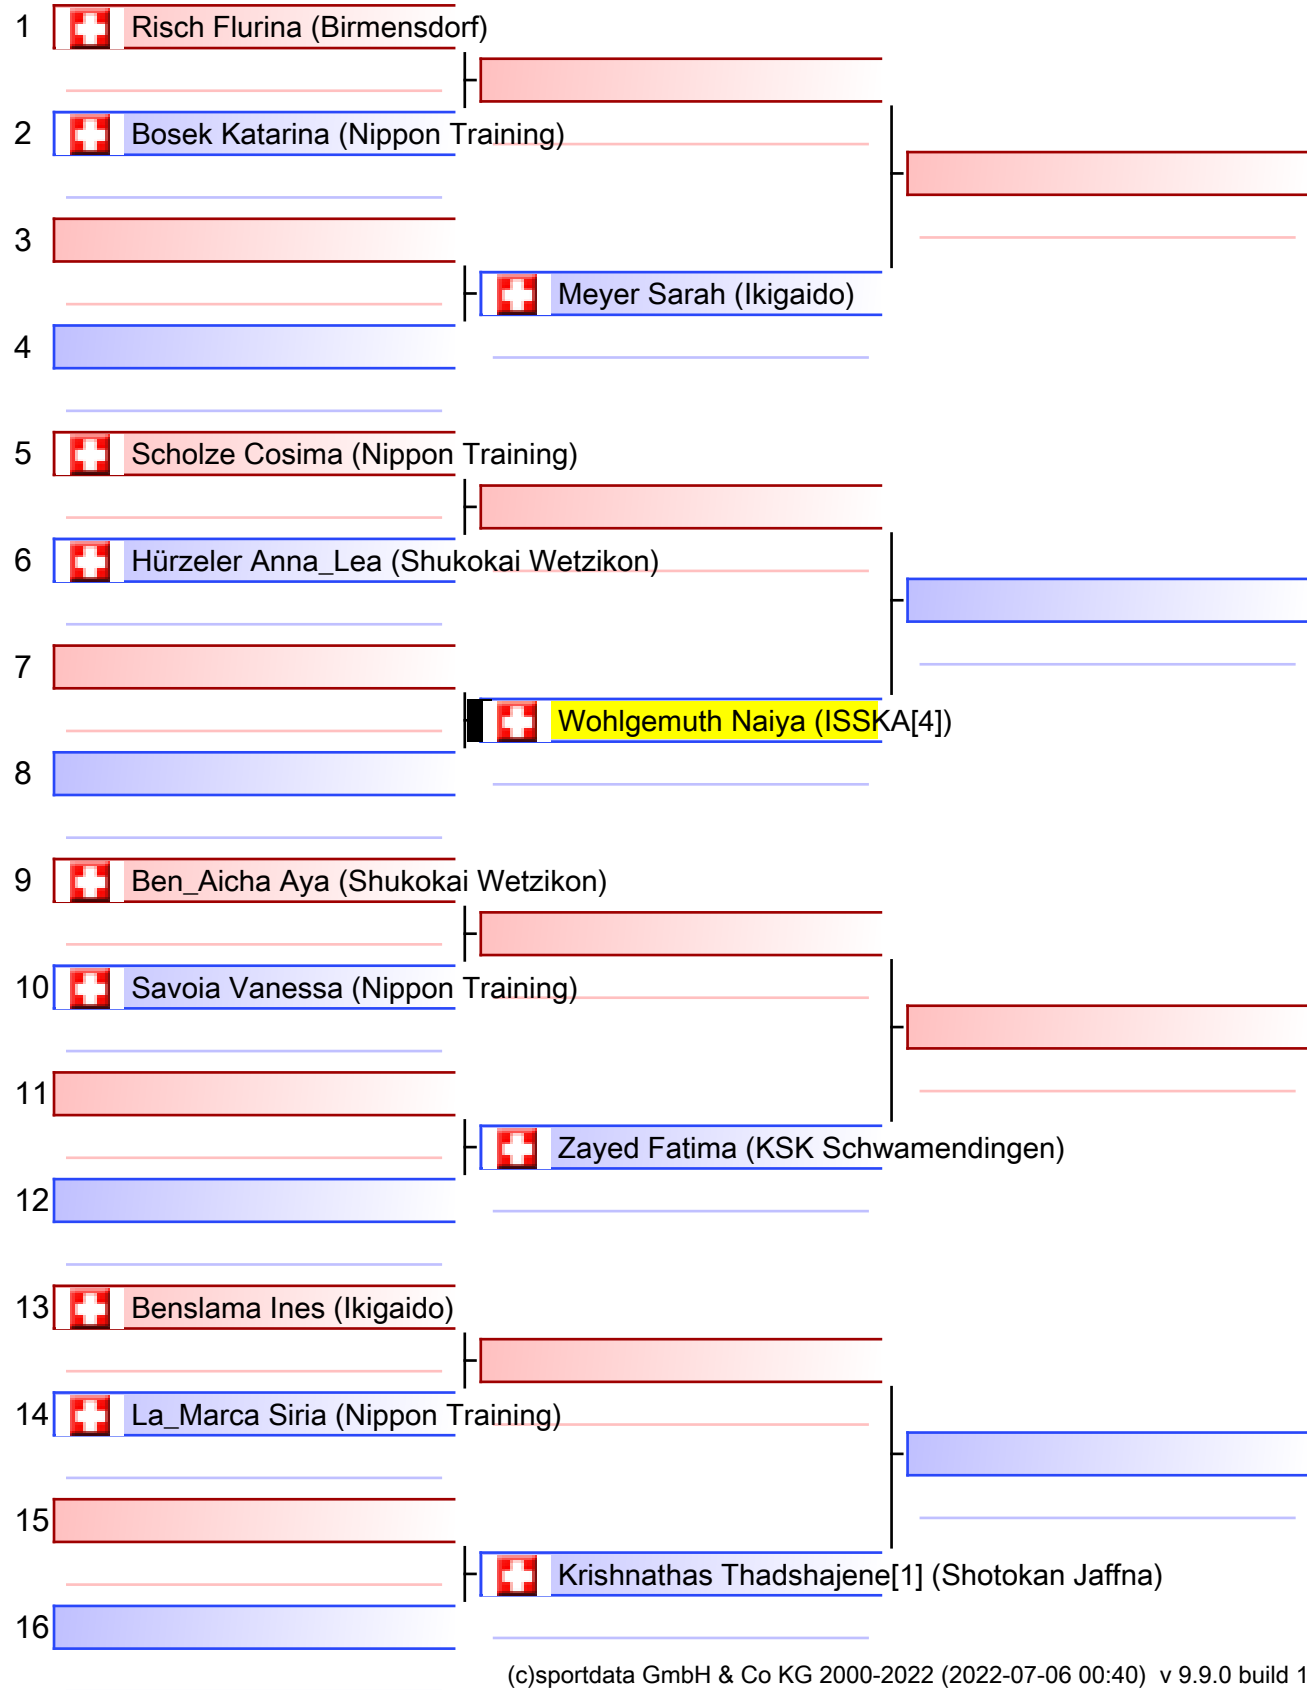 1 Risch Flurina (Birmensdorf)
2 Bosek Katarina (Nippon Training)
3
Meyer Sarah (Ikigaido)
4
5 Scholze Cosima (Nippon Training)
6 Hürzeler Anna_Lea (Shukokai Wetzikon)
7
Wohlgemuth Naiya (ISSKA[4])
8
9 Ben_Aicha Aya (Shukokai Wetzikon)
10 Savoia Vanessa (Nippon Training)
11
Zayed Fatima (KSK Schwamendingen)
12
13 Benslama Ines (Ikigaido)
14 La_Marca Siria (Nippon Training)
15
Krishnathas Thadshajene[1] (Shotokan Jaffna)
16
(c)sportdata GmbH & Co KG 2000-2022 (2022-07-06 00:40) v 9.9.0 build 1